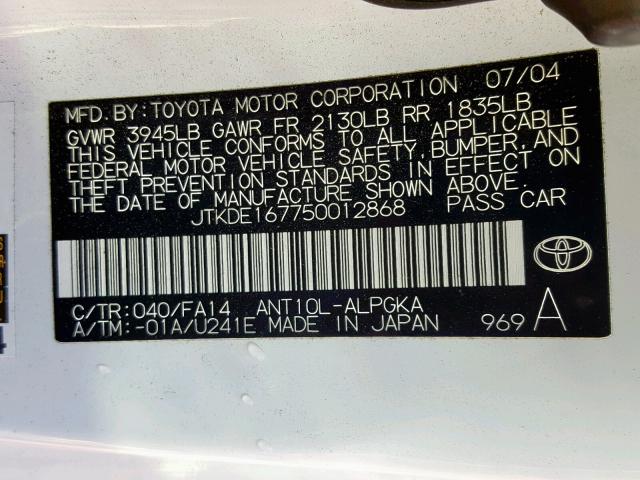 MFD. BY: TOYOTA MOTOR CORPORATION 07/04
GVWR 3945LB GAWR FR 2130LB RR 1835LB
THIS VEHICLE CONFORMS TO ALL APPLICABLE
FEDERAL MOTOR VEHICLE SAFETY, BUMPER, AND
THEFT PREVENTION STANDARDS IN EFFECT ON
THE DATE OF MANUFACTURE SHOWN ABOVE.
JTKDE167750012868 PASS CAR
C/TR: 040/FA14 ANT10L-ALPGKA
A/TM: -01A/U241E MADE IN JAPAN 969 A
TOYOTA